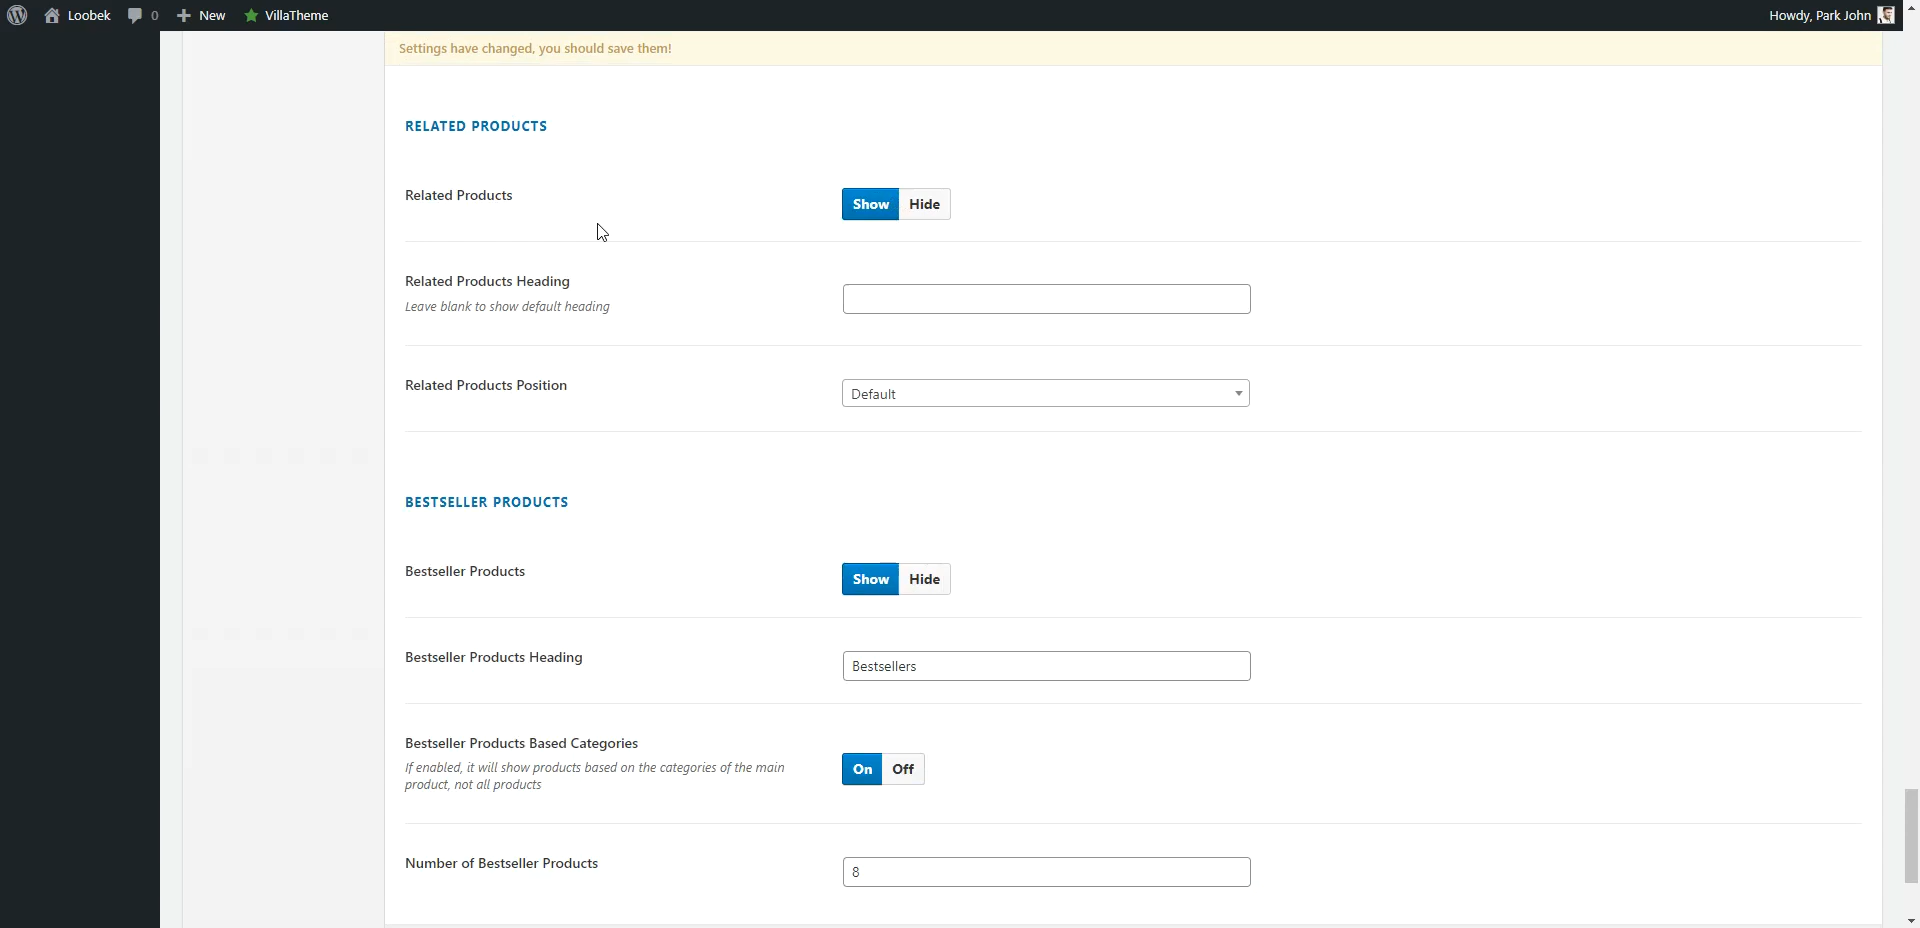 Loobek
0
New
VillaTheme
Howdy, Park John
Settings have changed, you should save them!
RELATED PRODUCTS
Related Products
Show Hide
Related Products Heading
Leave blank to show default heading
Related Products Position
Default
BESTSELLER PRODUCTS
Bestseller Products
Show Hide
Bestseller Products Heading
Bestsellers
Bestseller Products Based Categories
If enabled, it will show products based on the categories of the main
product, not all products
On Off
Number of Bestseller Products
8